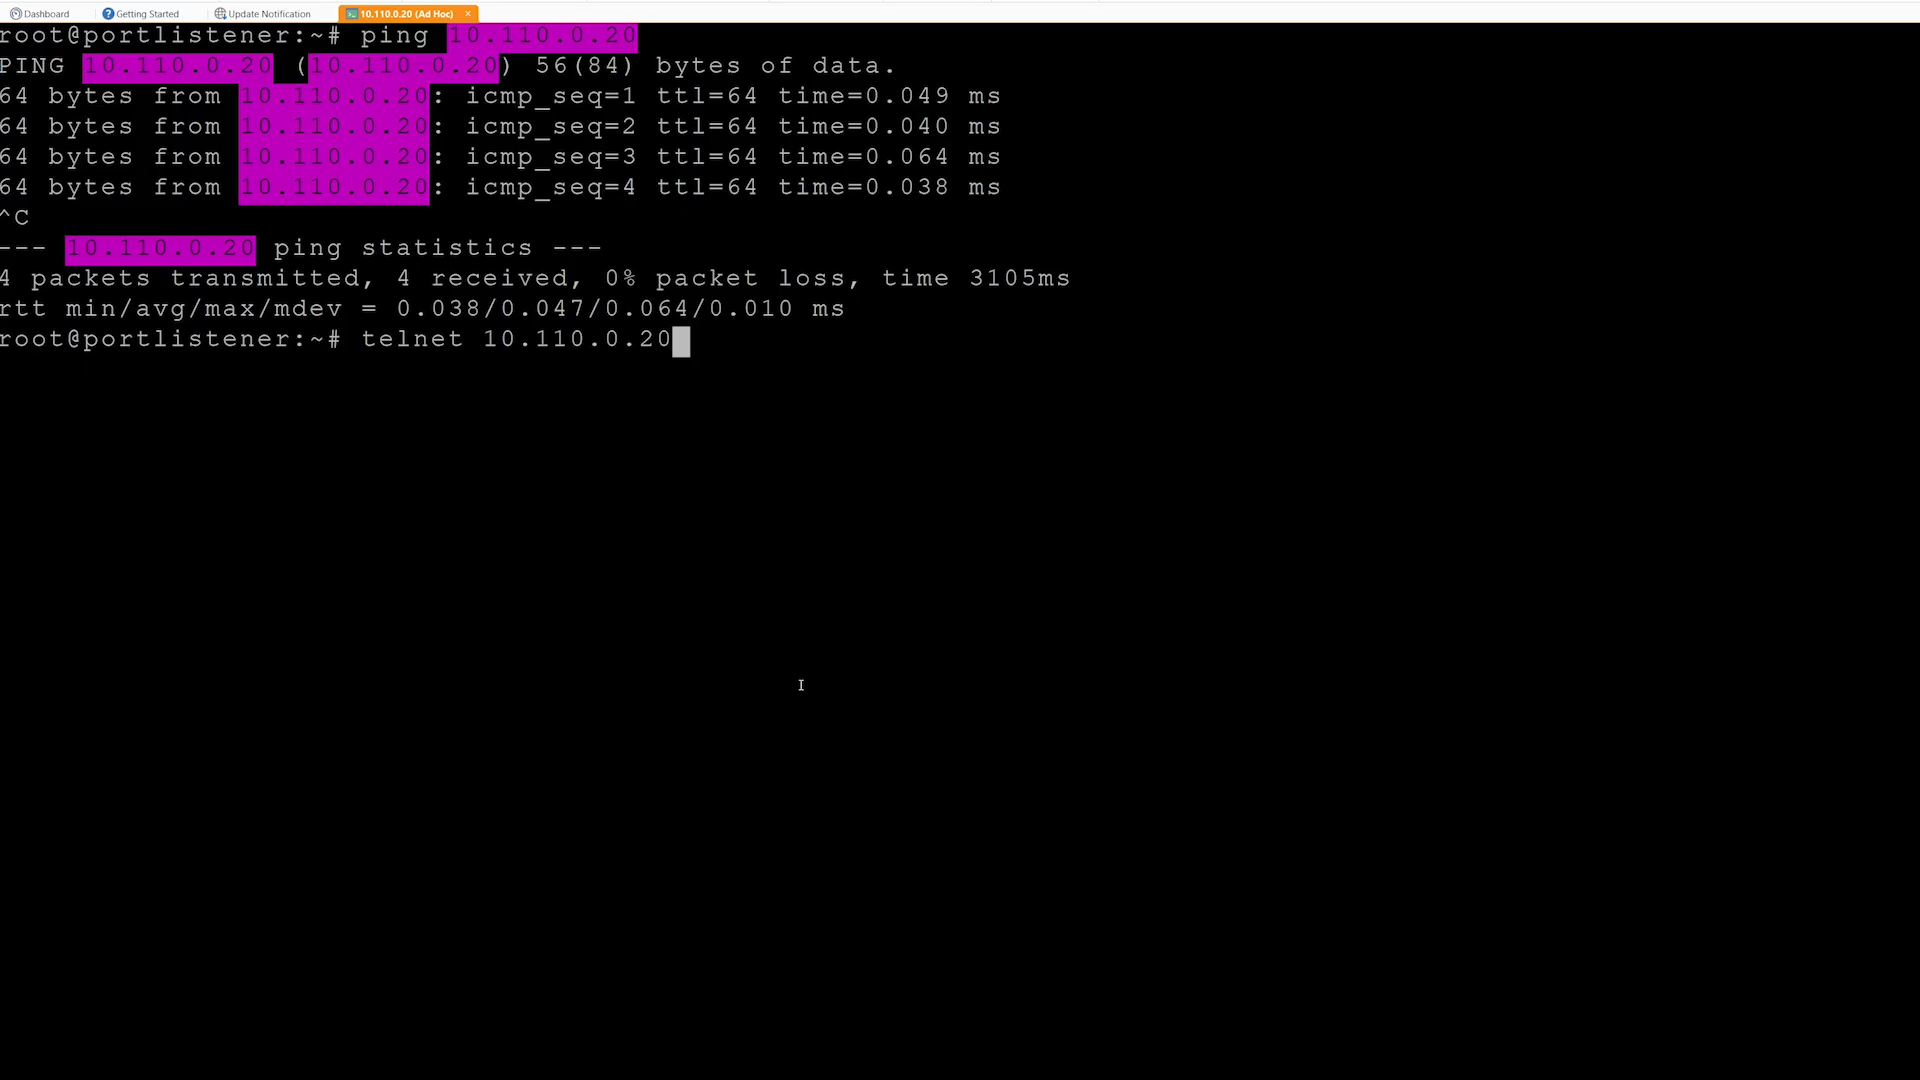 Dashboard Getting Started Update Notification 10.110.0.20 (Ad Hoc) ×
root@portlistener:~# ping 10.110.0.20
PING 10.110.0.20 (10.110.0.20) 56(84) bytes of data.
64 bytes from 10.110.0.20: icmp_seq=1 ttl=64 time=0.049 ms
64 bytes from 10.110.0.20: icmp_seq=2 ttl=64 time=0.040 ms
64 bytes from 10.110.0.20: icmp_seq=3 ttl=64 time=0.064 ms
64 bytes from 10.110.0.20: icmp_seq=4 ttl=64 time=0.038 ms
^C
--- 10.110.0.20 ping statistics ---
4 packets transmitted, 4 received, 0% packet loss, time 3105ms
rtt min/avg/max/mdev = 0.038/0.047/0.064/0.010 ms
root@portlistener:~# telnet 10.110.0.20